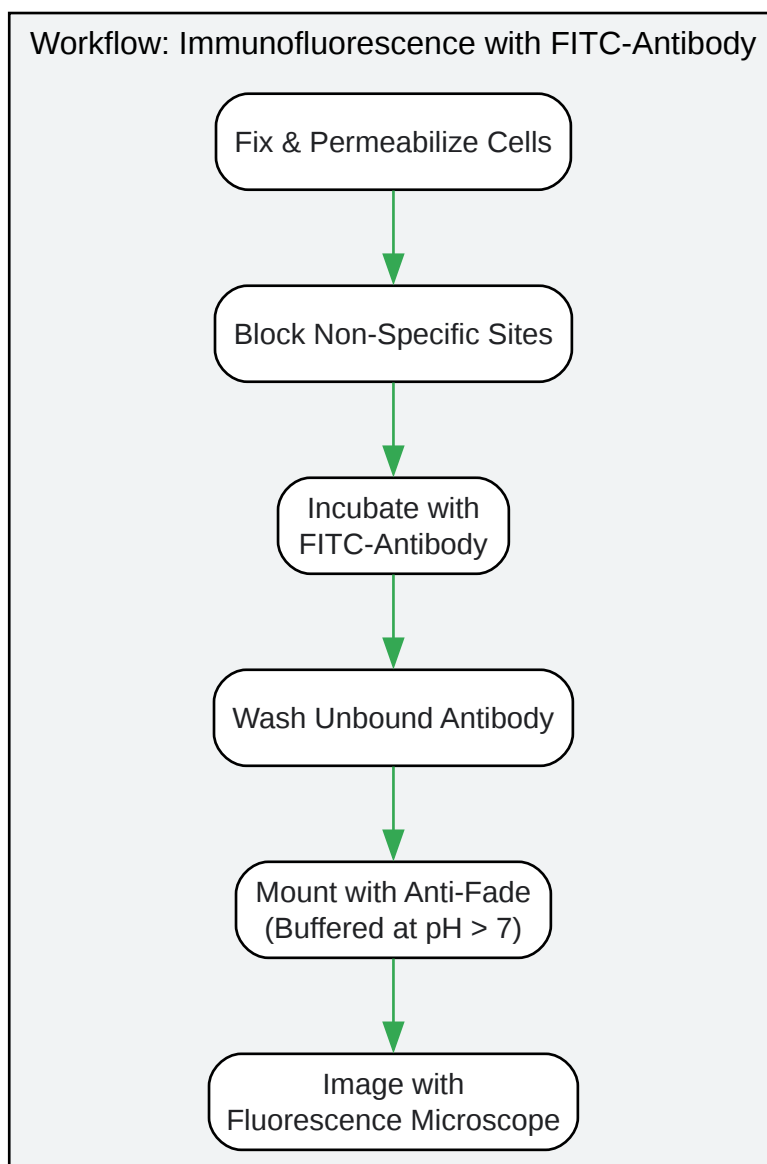 Workflow: Immunofluorescence with FITC-Antibody
Fix & Permeabilize Cells
Block Non-Specific Sites
Incubate with
FITC-Antibody
Wash Unbound Antibody
Mount with Anti-Fade
(Buffered at pH > 7)
Image with
Fluorescence Microscope